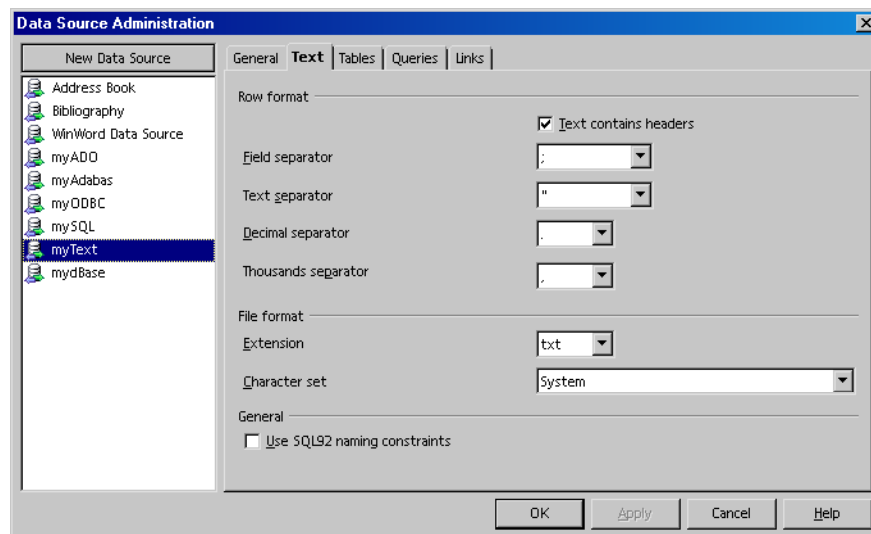 Data Source Administration
New Data Source
Address Book
Bibliography
WinWord Data Source
myADO
myAdabas
myODBC
mySQL
myText
mydBase
General Text Tables Queries Links
Row format
Text contains headers
Field separator ;
Text separator "
Decimal separator .
Thousands separator ,
File format
Extension txt
Character set System
General
Use SQL92 naming constraints
OK Apply Cancel Help